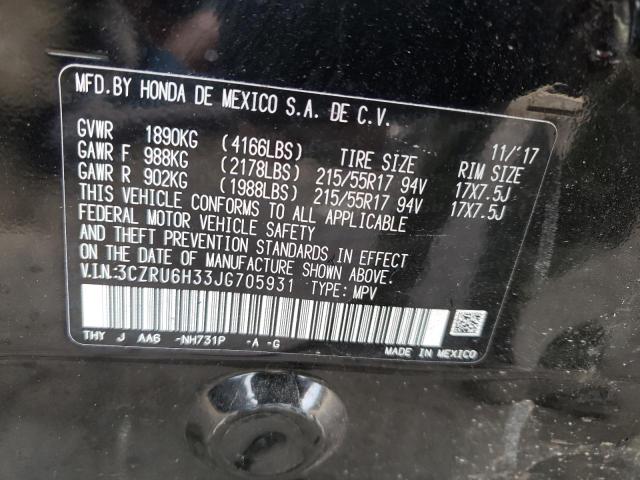 MFD.BY HONDA DE MEXICO S.A. DE C.V.
11/'17
GVWR 1890KG (4166LBS) TIRE SIZE RIM SIZE
GAWR F 988KG (2178LBS) 215/55R17 94V 17X7.5J
GAWR R 902KG (1988LBS) 215/55R17 94V 17X7.5J
THIS VEHICLE CONFORMS TO ALL APPLICABLE
FEDERAL MOTOR VEHICLE SAFETY
AND THEFT PREVENTION STANDARDS IN EFFECT
ON THE DATE OF MANUFACTURE SHOWN ABOVE.
V.I.N.:3CZRU6H33JG705931 TYPE: MPV
THY J AA6 -NH731P -A -G
MADE IN MEXICO